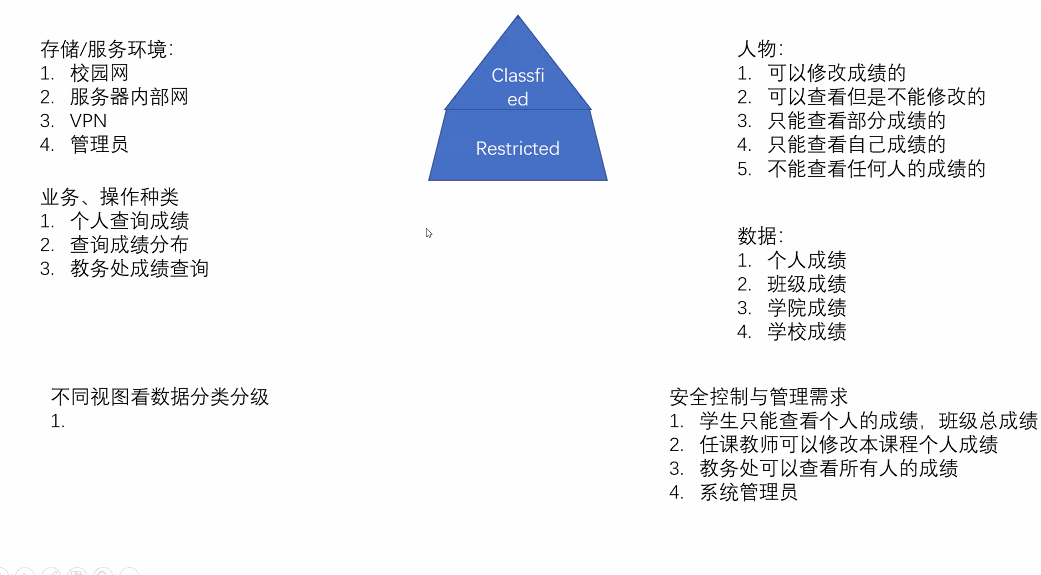 存储/服务环境：
1. 校园网
2. 服务器内部网
3. VPN
4. 管理员
业务、操作种类
1. 个人查询成绩
2. 查询成绩分布
3. 教务处成绩查询
Classfi
ed
Restricted
人物：
1. 可以修改成绩的
2. 可以查看但是不能修改的
3. 只能查看部分成绩的
4. 只能查看自己成绩的
5. 不能查看任何人的成绩的
数据：
1. 个人成绩
2. 班级成绩
3. 学院成绩
4. 学校成绩
不同视图看数据分类分级
1.
安全控制与管理需求
1. 学生只能查看个人的成绩，班级总成绩
2. 任课教师可以修改本课程个人成绩
3. 教务处可以查看所有人的成绩
4. 系统管理员